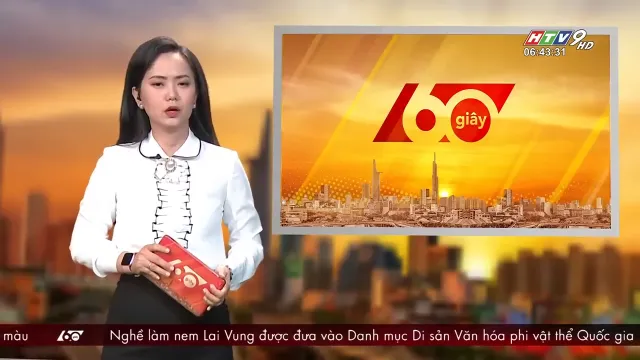 HTV9 HD
06:43:31
60
giây
60
màu 60 Nghề làm nem Lai Vung được đưa vào Danh mục Di sản Văn hóa phi vật thể Quốc gia